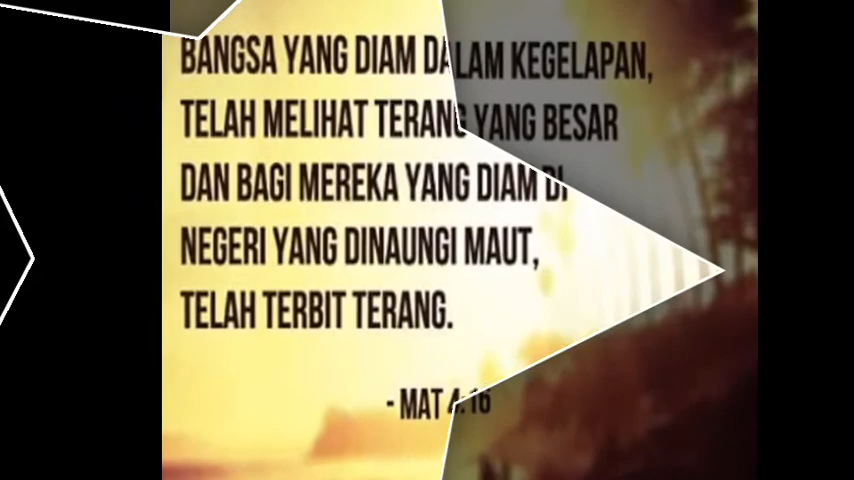 BANGSA YANG DIAM DALAM KEGELAPAN,
TELAH MELIHAT TERANG YANG BESAR
DAN BAGI MEREKA YANG DIAM DI
NEGERI YANG DINAUNGI MAUT,
TELAH TERBIT TERANG.
- MAT 4:16